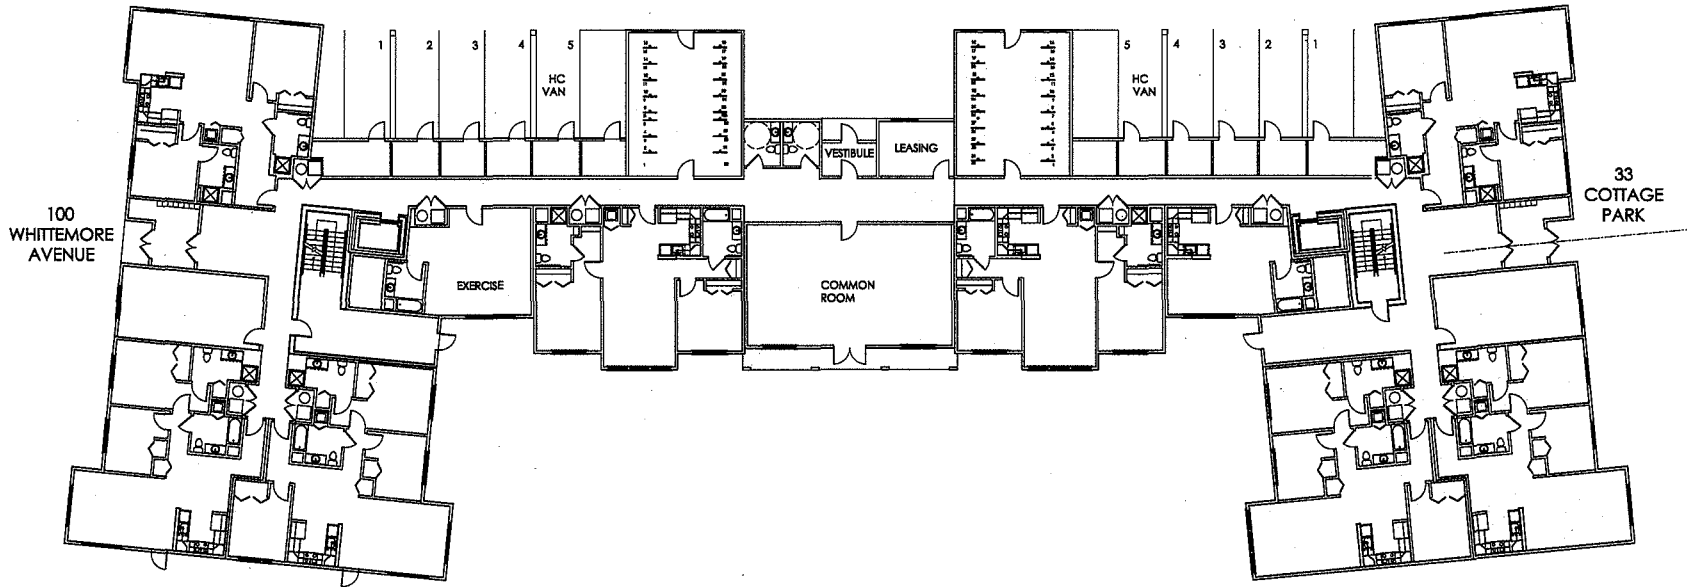 1
2
3
4
5
HC
VAN
5
4
3
2
1
HC
VAN
VESTIBULE
LEASING
100
WHITTEMORE
AVENUE
33
COTTAGE
PARK
EXERCISE
COMMON
ROOM